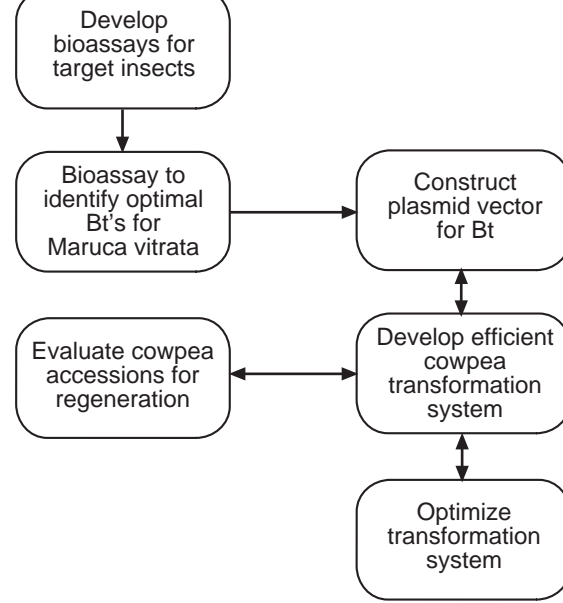 Develop
bioassays for
target insects
Bioassay to
identify optimal
Bt's for
Maruca vitrata
Construct
plasmid vector
for Bt
Evaluate cowpea
accessions for
regeneration
Develop efficient
cowpea
transformation
system
Optimize
transformation
system